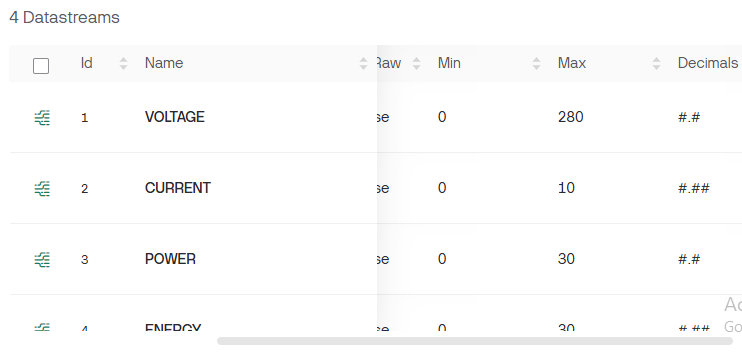 4 Datastreams
Id Name Raw Min Max Decimals
1 VOLTAGE se 0 280 #.#
2 CURRENT se 0 10 #.##
3 POWER se 0 30 #.#
4 ENERGY se 0 30 #.##
Ac
Go